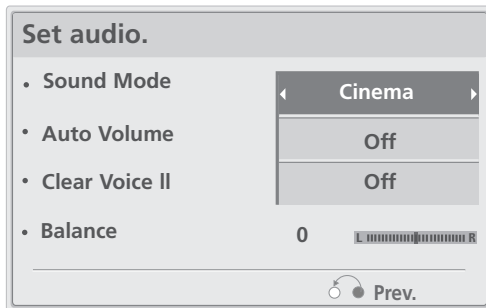 Set audio.
• Sound Mode Cinema
• Auto Volume Off
• Clear Voice ll Off
• Balance 0 L R
Prev.